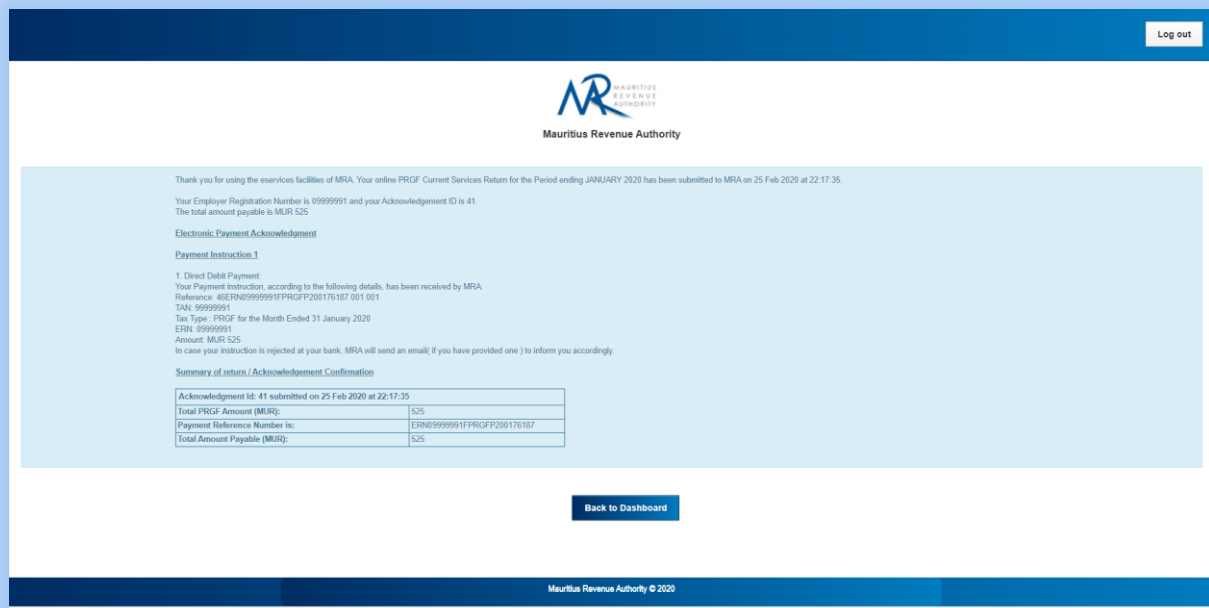 Log out
MAURITIUS
REVENUE
AUTHORITY
Mauritius Revenue Authority
Thank you for using the eservices facilities of MRA. Your online PRGF Current Services Return for the Period ending JANUARY 2020 has been submitted to MRA on 25 Feb 2020 at 22:17:35.
Your Employer Registration Number is 09999991 and your Acknowledgement ID is 41.
The total amount payable is MUR 525
Electronic Payment Acknowledgment
Payment Instruction 1
1. Direct Debit Payment:
Your Payment instruction, according to the following details, has been received by MRA:
Reference: 46ERN09999991FPRGFP200176187.001.001
TAN: 99999991
Tax Type : PRGF for the Month Ended 31 January 2020
ERN: 09999991
Amount: MUR 525
In case your instruction is rejected at your bank, MRA will send an email( if you have provided one ) to inform you accordingly.
Summary of return / Acknowledgement Confirmation
Acknowledgment Id: 41 submitted on 25 Feb 2020 at 22:17:35
Total PRGF Amount (MUR): 525
Payment Reference Number is: ERN09999991FPRGFP200176187
Total Amount Payable (MUR): 525
Back to Dashboard
Mauritius Revenue Authority © 2020